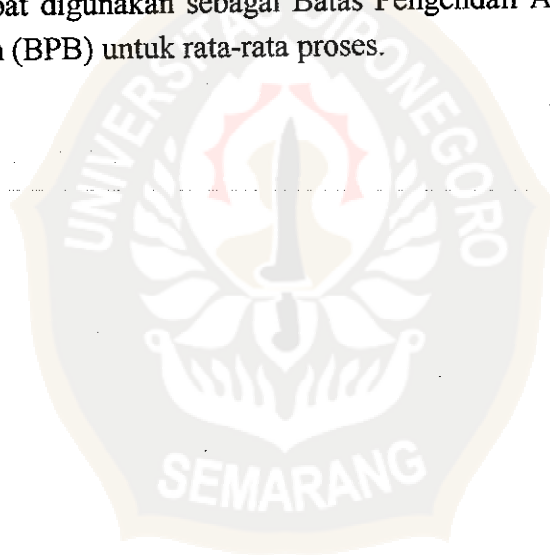 digunakan sebagai Batas Pengendali
(BPB) untuk rata-rata proses.
UNIVERSITAS DIPONEGORO
SEMARANG